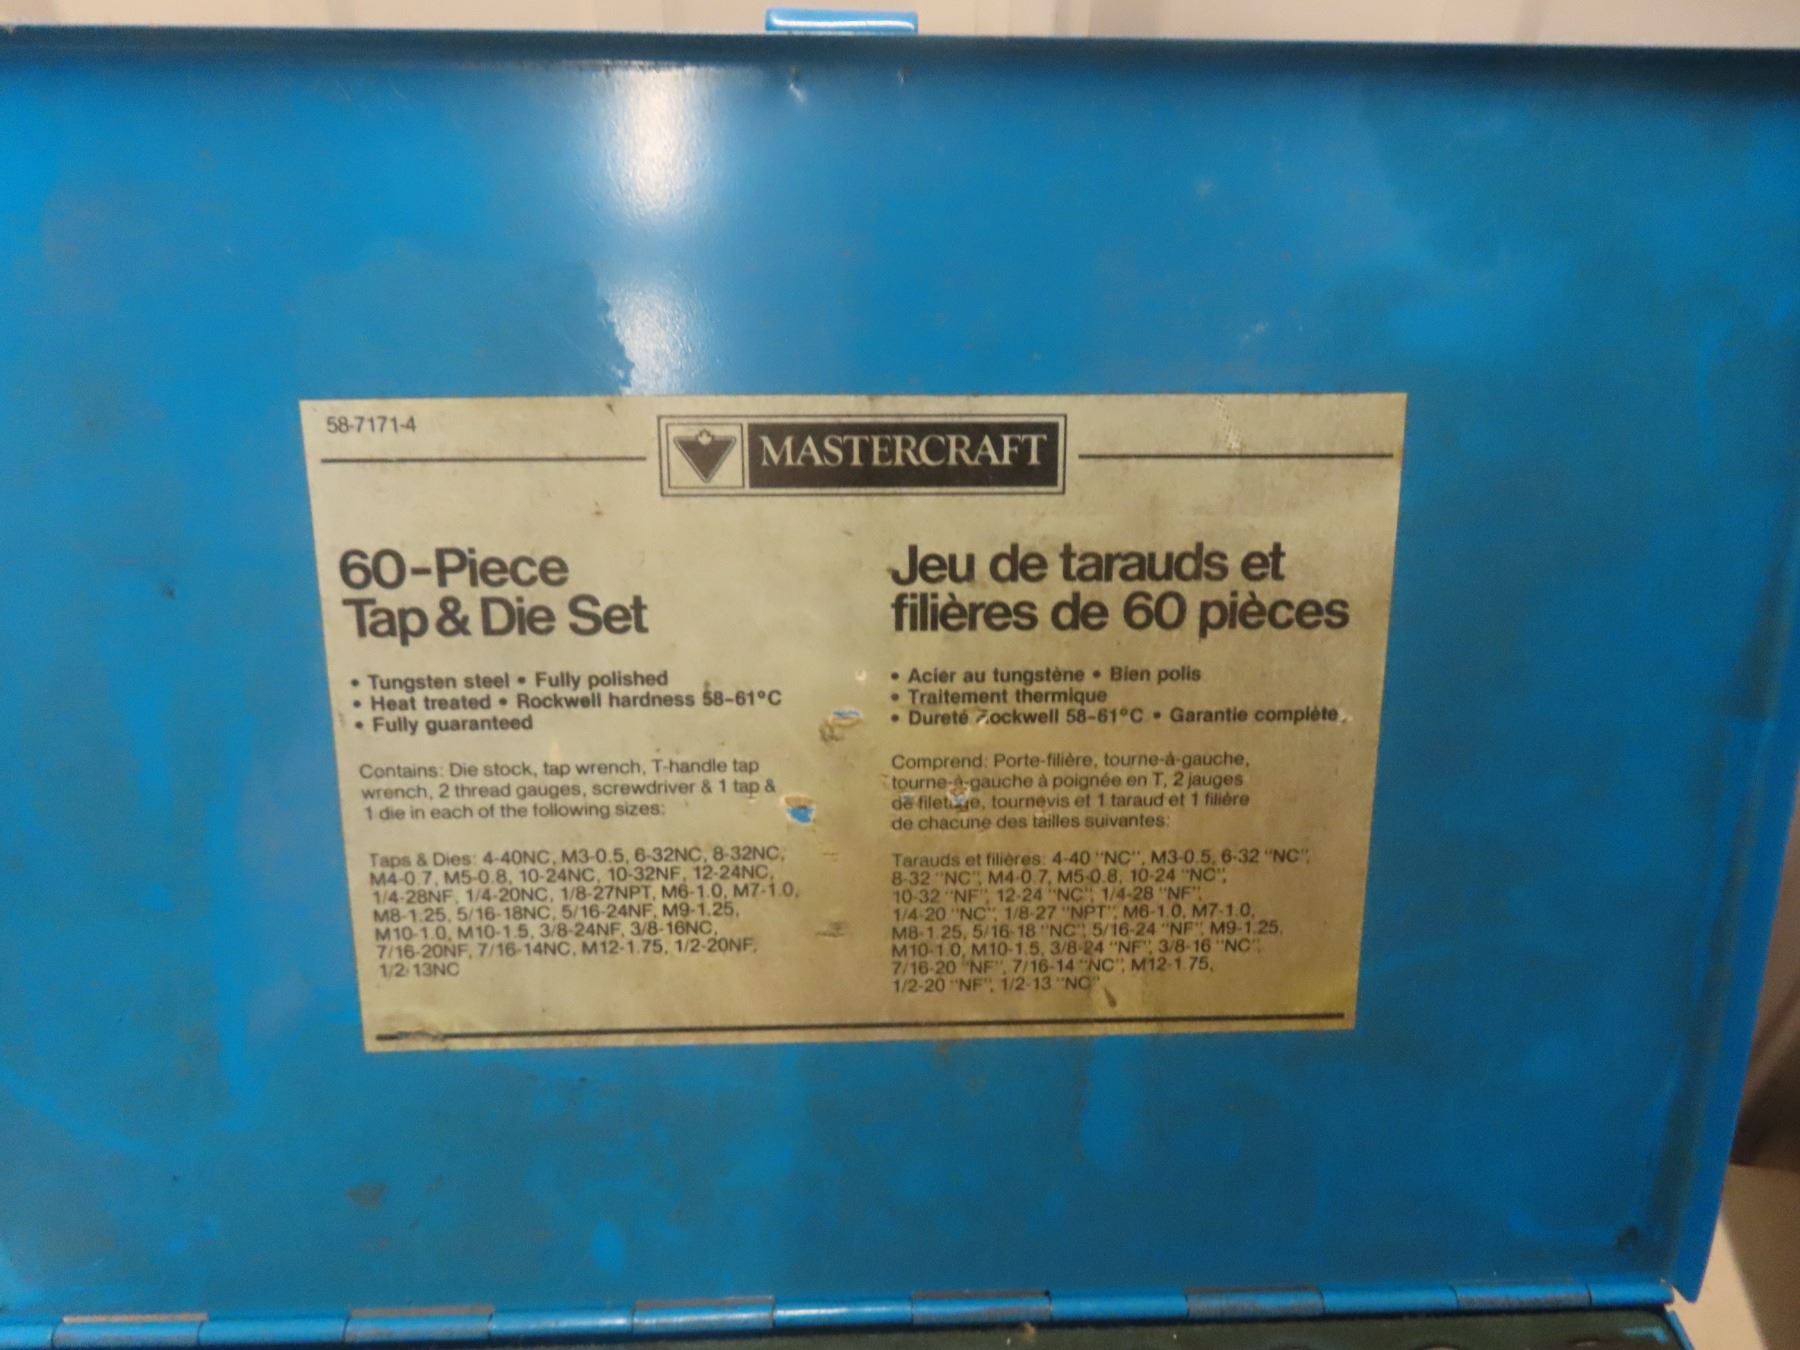 58-7171-4
MASTERCRAFT
60-Piece
Tap & Die Set
• Tungsten steel • Fully polished
• Heat treated • Rockwell hardness 58-61°C
• Fully guaranteed
Contains: Die stock, tap wrench, T-handle tap
wrench, 2 thread gauges, screwdriver & 1 tap &
1 die in each of the following sizes:
Taps & Dies: 4-40NC, M3-0.5, 6-32NC, 8-32NC,
M4-0.7, M5-0.8, 10-24NC, 10-32NF, 12-24NC,
1/4-28NF, 1/4-20NC, 1/8-27NPT, M6-1.0, M7-1.0,
M8-1.25, 5/16-18NC, 5/16-24NF, M9-1.25,
M10-1.0, M10-1.5, 3/8-24NF, 3/8-16NC,
7/16-20NF, 7/16-14NC, M12-1.75, 1/2-20NF,
1/2-13NC
Jeu de tarauds et
filières de 60 pièces
• Acier au tungstène • Bien polis
• Traitement thermique
• Dureté Rockwell 58-61°C • Garantie complète
Comprend: Porte-filière, tourne-à-gauche,
tourne-à-gauche à poignée en T, 2 jauges
de filetage, tournevis et 1 taraud et 1 filière
de chacune des tailles suivantes:
Tarauds et filières: 4-40 "NC", M3-0.5, 6-32 "NC",
8-32 "NC", M4-0.7, M5-0.8, 10-24 "NC",
10-32 "NF", 12-24 "NC", 1/4-28 "NF",
1/4-20 "NC", 1/8-27 "NPT", M6-1.0, M7-1.0,
M8-1.25, 5/16-18 "NC", 5/16-24 "NF", M9-1.25,
M10-1.0, M10-1.5, 3/8-24 "NF", 3/8-16 "NC",
7/16-20 "NF", 7/16-14 "NC", M12-1.75,
1/2-20 "NF", 1/2-13 "NC"